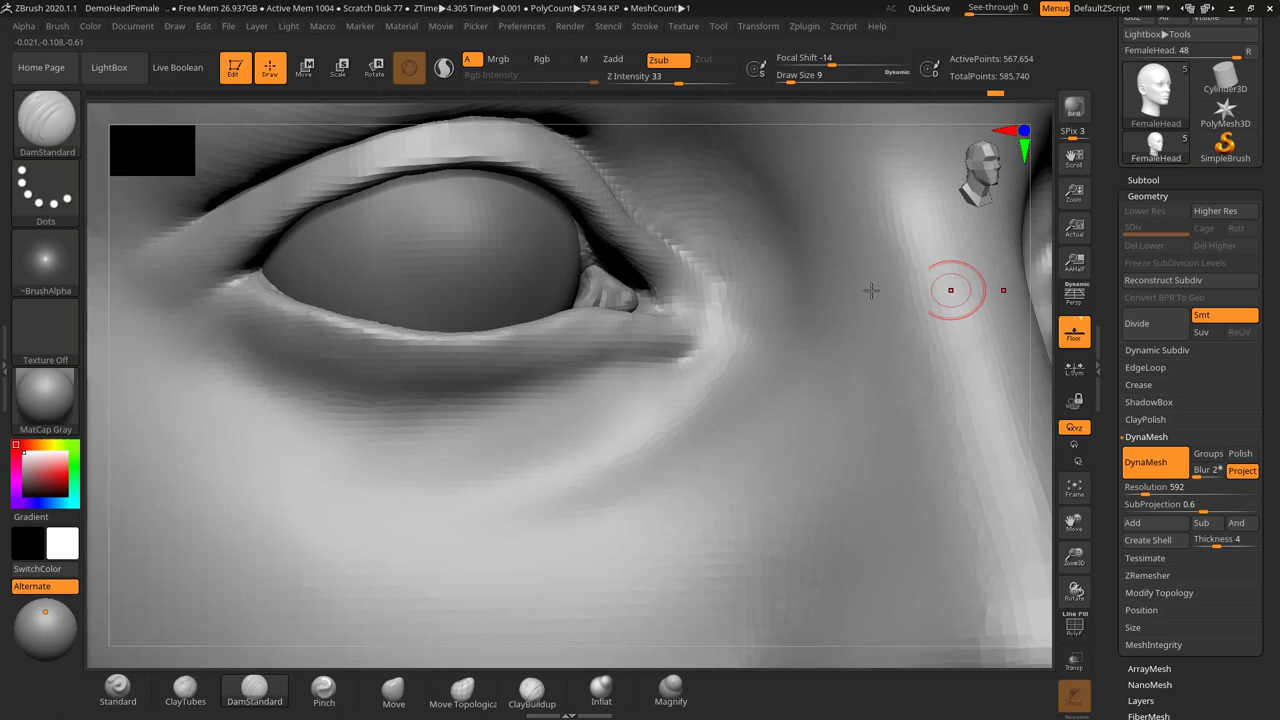 ZBrush 2020.1.1 DemoHeadFemale .. ● Free Mem 26.937GB ● Active Mem 1004 ● Scratch Disk 77 ● ZTime▶4.305 Timer▶0.001 ● PolyCount▶574.94 KP ● MeshCount▶1 AC QuickSave See-through 0 Menus DefaultZScript
Alpha Brush Color Document Draw Edit File Layer Light Macro Marker Material Movie Picker Preferences Render Stencil Stroke Texture Tool Transform Zplugin Zscript
-0.021,-0.108,-0.61
Home Page LightBox Live Boolean Edit Draw Move Scale Rotate
A Mrgb Rgb M Zadd Zsub Zcut
Rgb Intensity Z Intensity 33
S Focal Shift -14
Draw Size 9 Dynamic
D ActivePoints: 567,654
TotalPoints: 585,740
DamStandard
Dots
~BrushAlpha
Texture Off
MatCap Gray
Gradient
SwitchColor
Alternate
BPR
SPix 3
Scroll
Zoom
Actual
AAHalf
Dynamic
Persp
Floor
L.Sym
XYZ
Frame
Move
Zoom3D
Rotate
Line Fill
PolyF
Transp
Lightbox▶Tools
FemaleHead. 48 R
5
FemaleHead
Cylinder3D
PolyMesh3D
5
FemaleHead
SimpleBrush
Subtool
Geometry
Lower Res Higher Res
SDiv Cage Rstr
Del Lower Del Higher
Freeze SubDivision Levels
Reconstruct Subdiv
Convert BPR To Geo
Divide Smt
Suv ReUV
Dynamic Subdiv
EdgeLoop
Crease
ShadowBox
ClayPolish
DynaMesh
DynaMesh Groups Polish
Blur 2 Project
Resolution 592
SubProjection 0.6
Add Sub And
Create Shell Thickness 4
Tessimate
ZRemesher
Modify Topology
Position
Size
MeshIntegrity
ArrayMesh
NanoMesh
Layers
FiberMesh
Standard ClayTubes DamStandard Pinch Move Move Topologica ClayBuildup Inflat Magnify